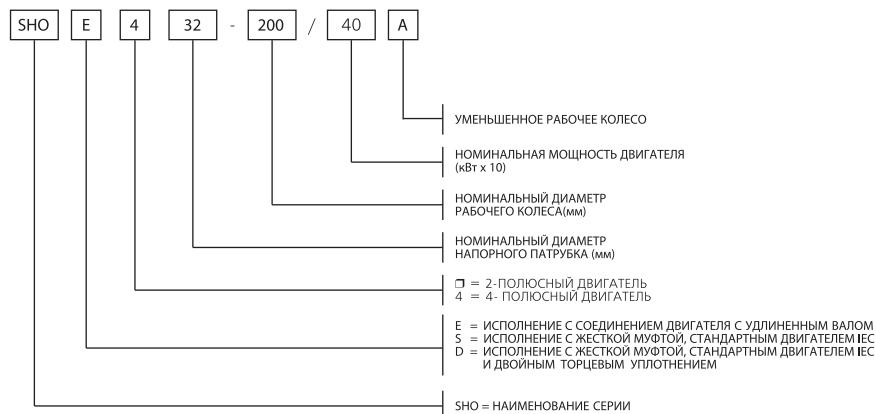 SHO E 4 32 - 200 / 40 A
УМЕНЬШЕННОЕ РАБОЧЕЕ КОЛЕСО
НОМИНАЛЬНАЯ МОЩНОСТЬ ДВИГАТЕЛЯ
(кВт x 10)
НОМИНАЛЬНЫЙ ДИАМЕТР
РАБОЧЕГО КОЛЕСА(мм)
НОМИНАЛЬНЫЙ ДИАМЕТР
НАПОРНОГО ПАТРУБКА (мм)
❒ = 2-ПОЛЮСНЫЙ ДВИГАТЕЛЬ
4 = 4- ПОЛЮСНЫЙ ДВИГАТЕЛЬ
E = ИСПОЛНЕНИЕ С СОЕДИНЕНИЕМ ДВИГАТЕЛЯ С УДЛИНЕННЫМ ВАЛОМ
S = ИСПОЛНЕНИЕ С ЖЕСТКОЙ МУФТОЙ, СТАНДАРТНЫМ ДВИГАТЕЛЕМ IEC
D = ИСПОЛНЕНИЕ С ЖЕСТКОЙ МУФТОЙ, СТАНДАРТНЫМ ДВИГАТЕЛЕМ IEC
И ДВОЙНЫМ ТОРЦЕВЫМ УПЛОТНЕНИЕМ
SHO = НАИМЕНОВАНИЕ СЕРИИ